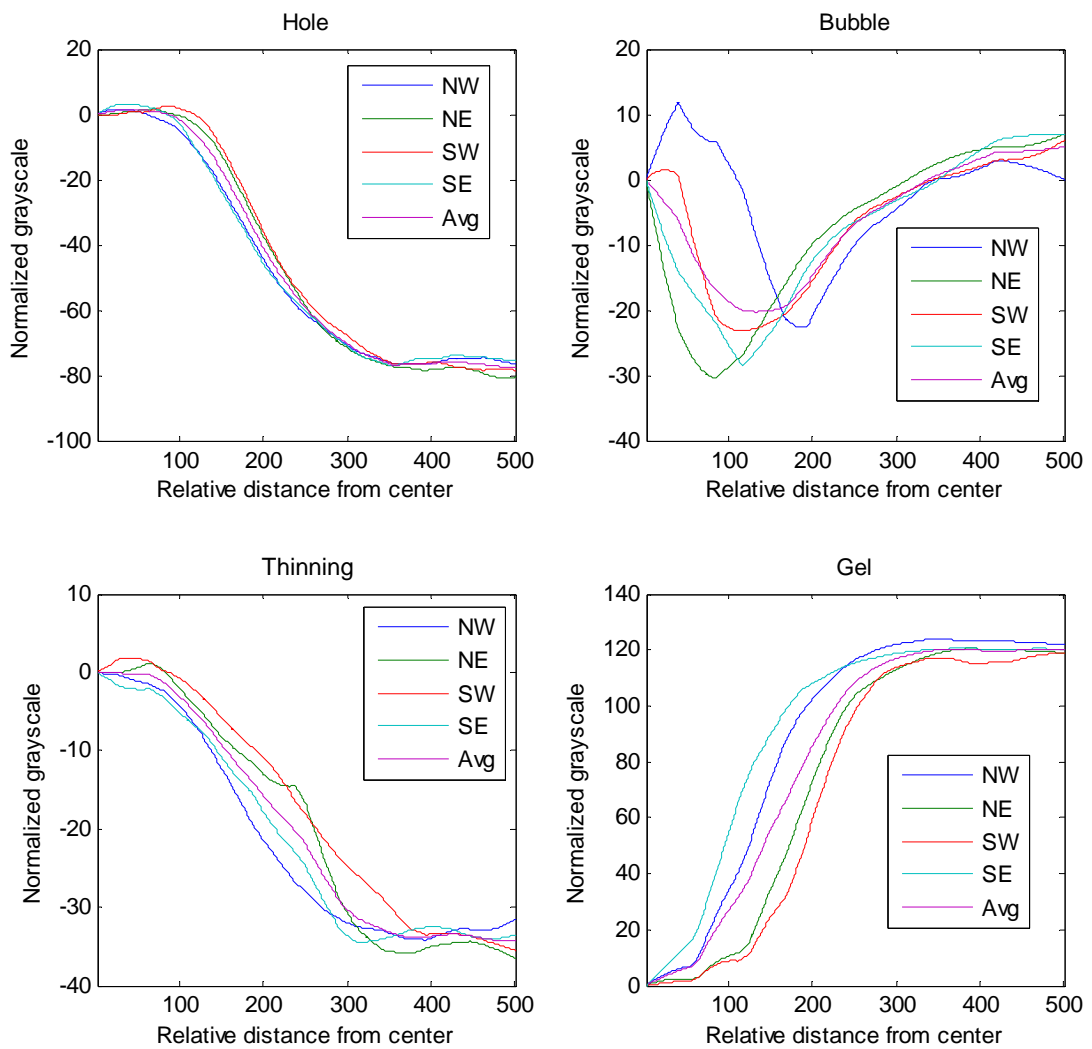 Hole
20
0
-20
-40
-60
-80
-100
Normalized grayscale
NW
NE
SW
SE
Avg
100 200 300 400 500
Relative distance from center
Bubble
20
10
0
-10
-20
-30
-40
Normalized grayscale
NW
NE
SW
SE
Avg
100 200 300 400 500
Relative distance from center
Thinning
10
0
-10
-20
-30
-40
Normalized grayscale
NW
NE
SW
SE
Avg
100 200 300 400 500
Relative distance from center
Gel
140
120
100
80
60
40
20
0
Normalized grayscale
NW
NE
SW
SE
Avg
100 200 300 400 500
Relative distance from center